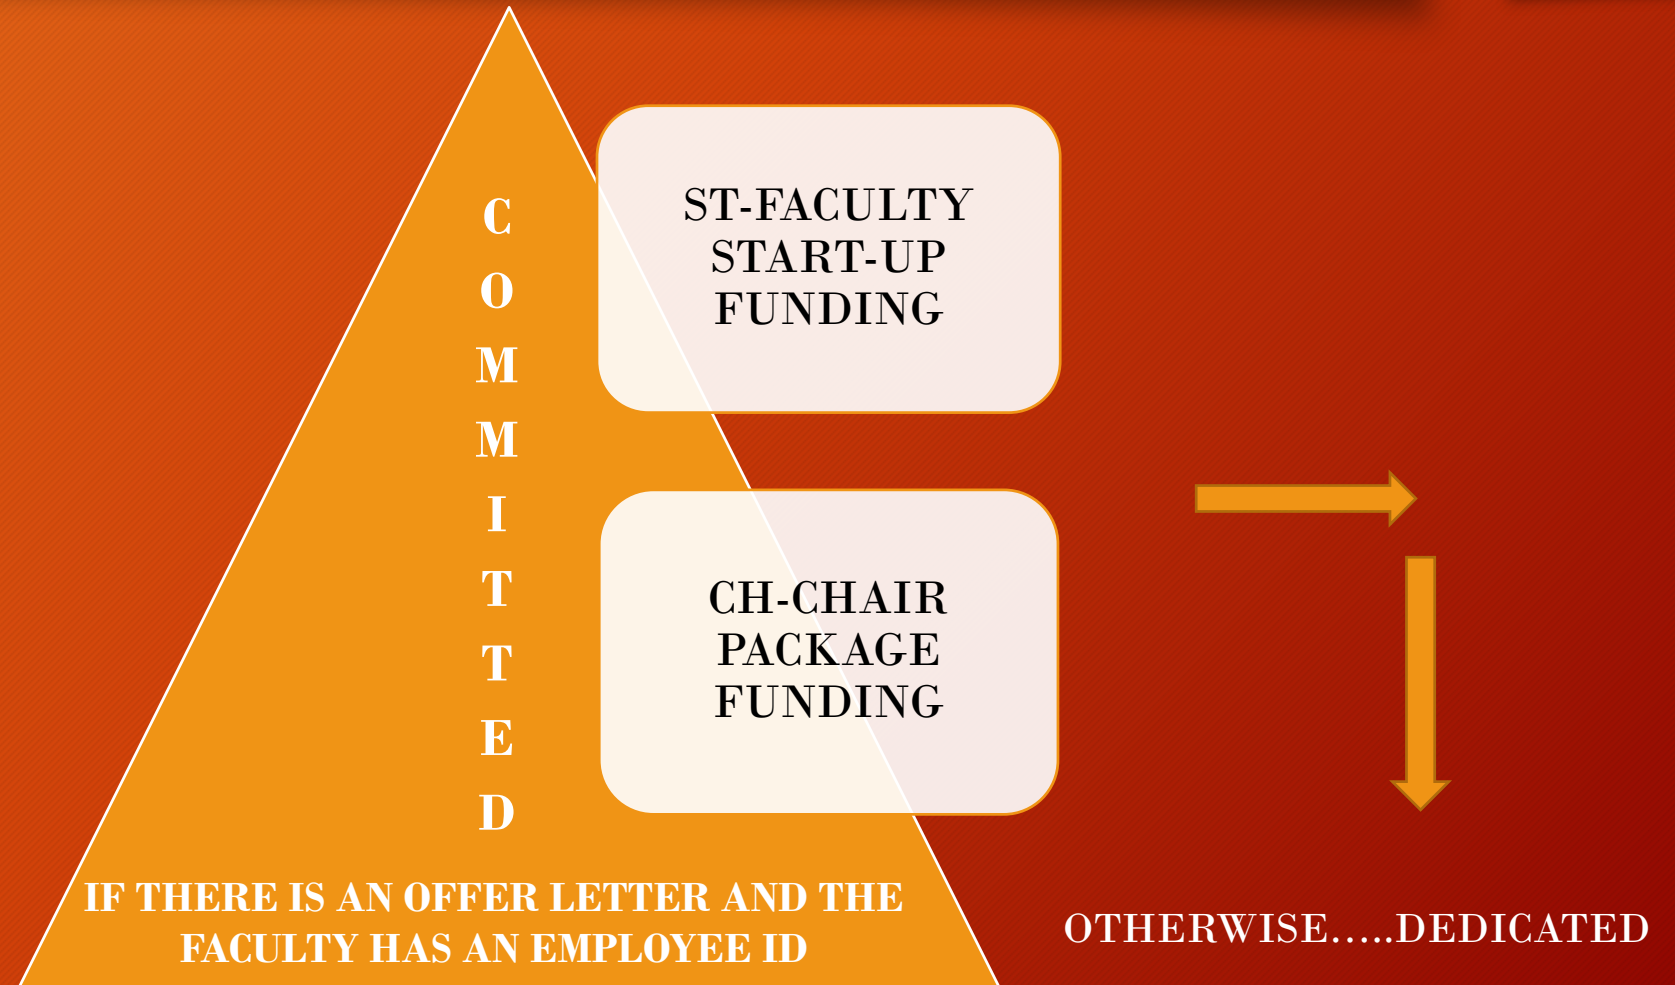 C
O
M
M
I
T
T
E
D
ST-FACULTY
START-UP
FUNDING
CH-CHAIR
PACKAGE
FUNDING
IF THERE IS AN OFFER LETTER AND THE
FACULTY HAS AN EMPLOYEE ID
OTHERWISE…..DEDICATED